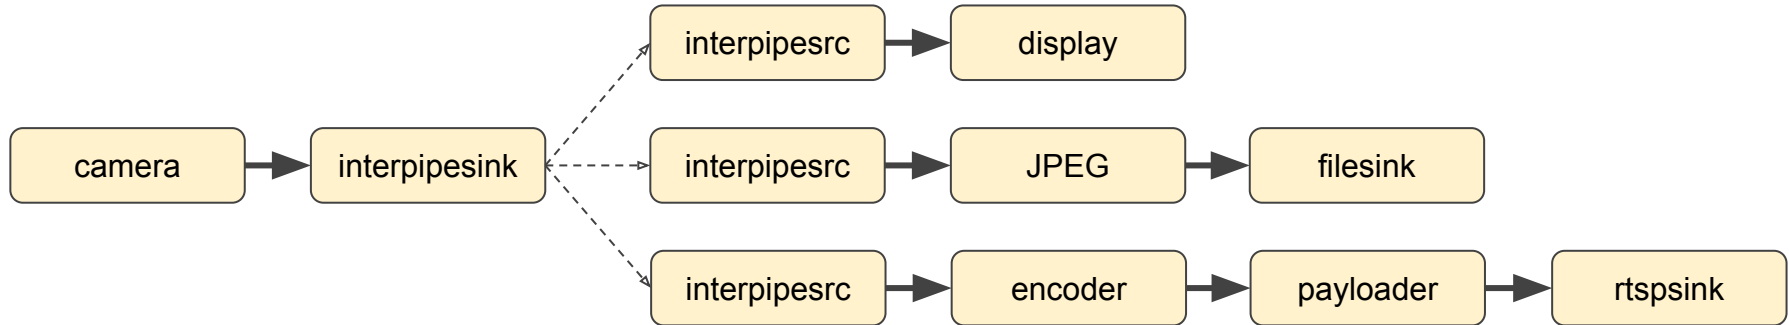 interpipesrc
display
camera
interpipesink
interpipesrc
JPEG
filesink
interpipesrc
encoder
payloader
rtspsink